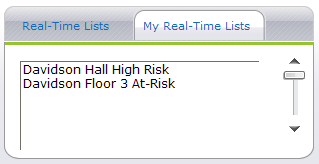 Real-Time Lists
My Real-Time Lists
Davidson Hall High Risk
Davidson Floor 3 At-Risk